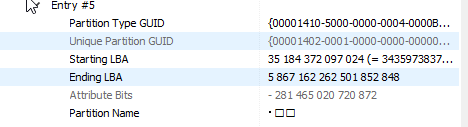 Entry #5
Partition Type GUID {00001410-5000-0000-0004-0000B...
Unique Partition GUID {00001402-0001-0000-0000-00000...
Starting LBA 35 184 372 097 024 (= 3435973837...
Ending LBA 5 867 162 262 501 852 848
Attribute Bits - 281 465 020 720 872
Partition Name